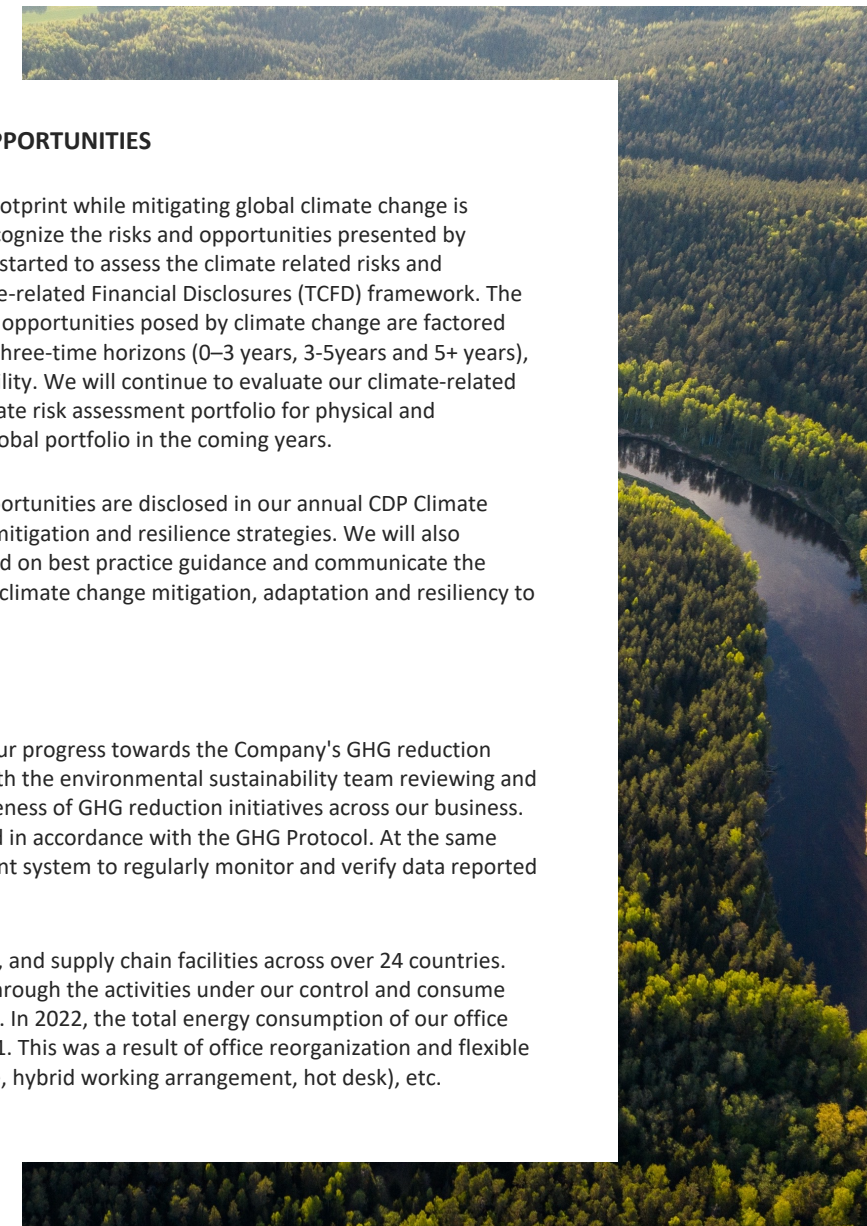 PPORTUNITIES
otprint while mitigating global climate change is
cognize the risks and opportunities presented by
started to assess the climate related risks and
e-related Financial Disclosures (TCFD) framework. The
opportunities posed by climate change are factored
hree-time horizons (0–3 years, 3-5years and 5+ years),
ility. We will continue to evaluate our climate-related
ate risk assessment portfolio for physical and
obal portfolio in the coming years.
portunities are disclosed in our annual CDP Climate
mitigation and resilience strategies. We will also
d on best practice guidance and communicate the
climate change mitigation, adaptation and resiliency to
ur progress towards the Company's GHG reduction
th the environmental sustainability team reviewing and
eness of GHG reduction initiatives across our business.
d in accordance with the GHG Protocol. At the same
nt system to regularly monitor and verify data reported
, and supply chain facilities across over 24 countries.
hrough the activities under our control and consume
. In 2022, the total energy consumption of our office
1. This was a result of office reorganization and flexible
, hybrid working arrangement, hot desk), etc.